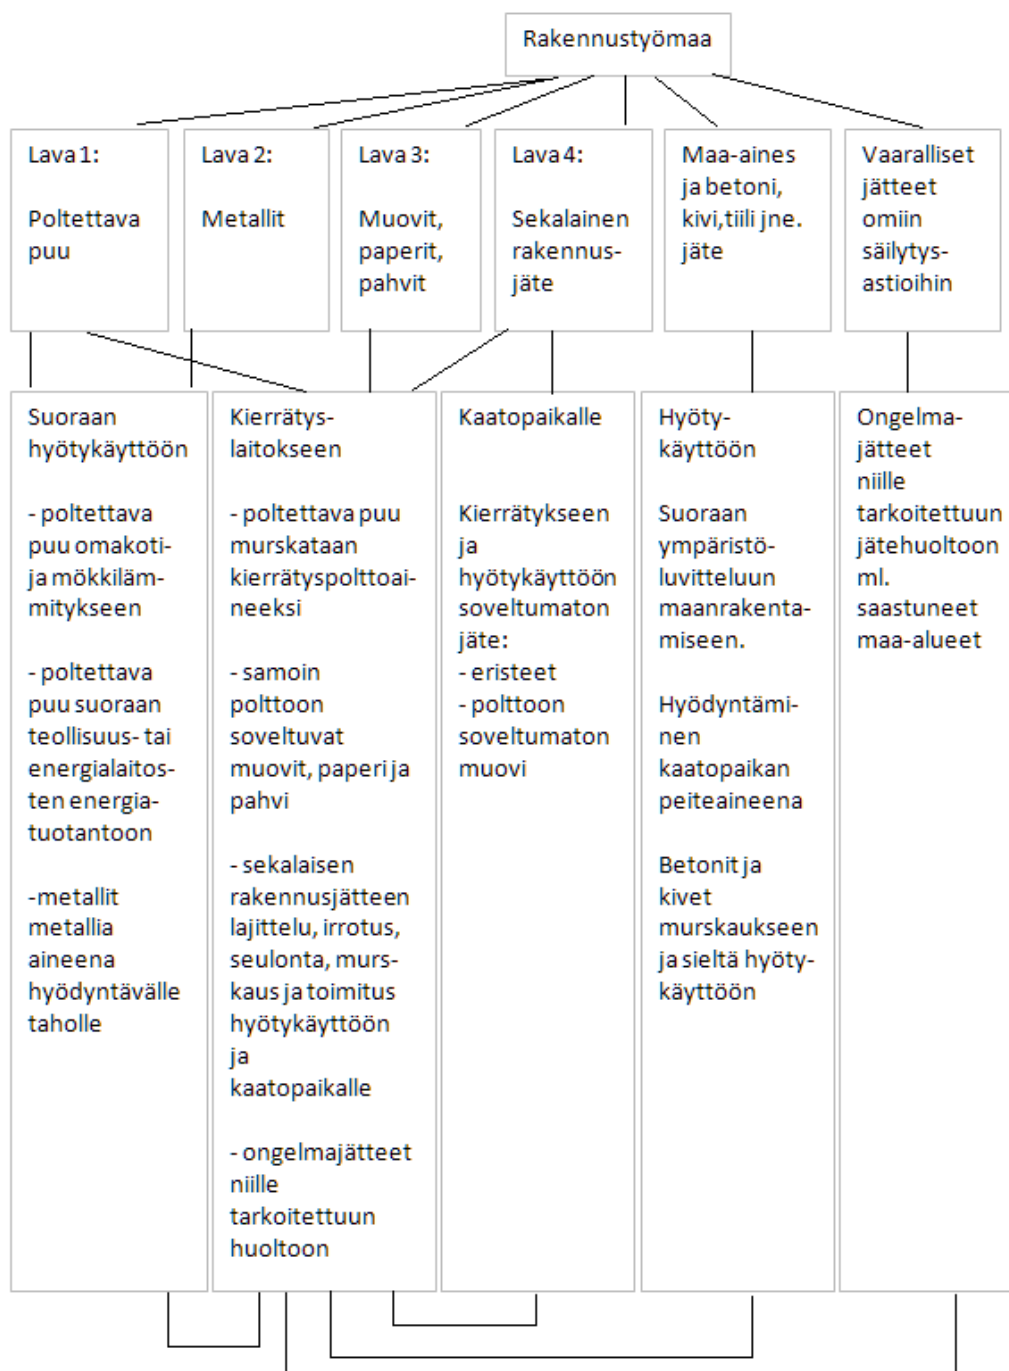 Rakennustyömaa
Lava 1:
Poltettava
puu
Lava 2:
Metallit
Lava 3:
Muovit,
paperit,
pahvit
Lava 4:
Sekalainen
rakennus-
jäte
Maa-aines
ja betoni,
kivi,tiili jne.
jäte
Vaaralliset
jätteet
omiin
säilytys-
astioihin
Suoraan
hyötykäyttöön
- poltettava
puu omakoti-
ja mökkiläm-
mitykseen
- poltettava
puu suoraan
teollisuus- tai
energialaitos-
ten energia-
tuotantoon
-metallit
metallia
aineena
hyödyntävälle
taholle
Kierrätys-
laitokseen
- poltettava puu
murskataan
kierrätyspolttoai-
neeksi
- samoin
polttoon
soveltuvat
muovit, paperi ja
pahvi
- sekalaisen
rakennusjätteen
lajittelu, irrotus,
seulonta, murs-
kaus ja toimitus
hyötykäyttöön
ja
kaatopaikalle
- ongelmajätteet
niille
tarkoitettuun
huoltoon
Kaatopaikalle
Kierrätykseen
ja
hyötykäyttöön
soveltumaton
jäte:
- eristeet
- polttoon
soveltumaton
muovi
Hyöty-
käyttöön
Suoraan
ympäristö-
luvitteluun
maanrakenta-
miseen.
Hyödyntämi-
nen
kaatopaikan
peiteaineena
Betonit ja
kivet
murskaukseen
ja sieltä hyöty-
käyttöön
Ongelma-
jätteet
niille
tarkoitettuun
jätehuoltoon
ml.
saastuneet
maa-alueet